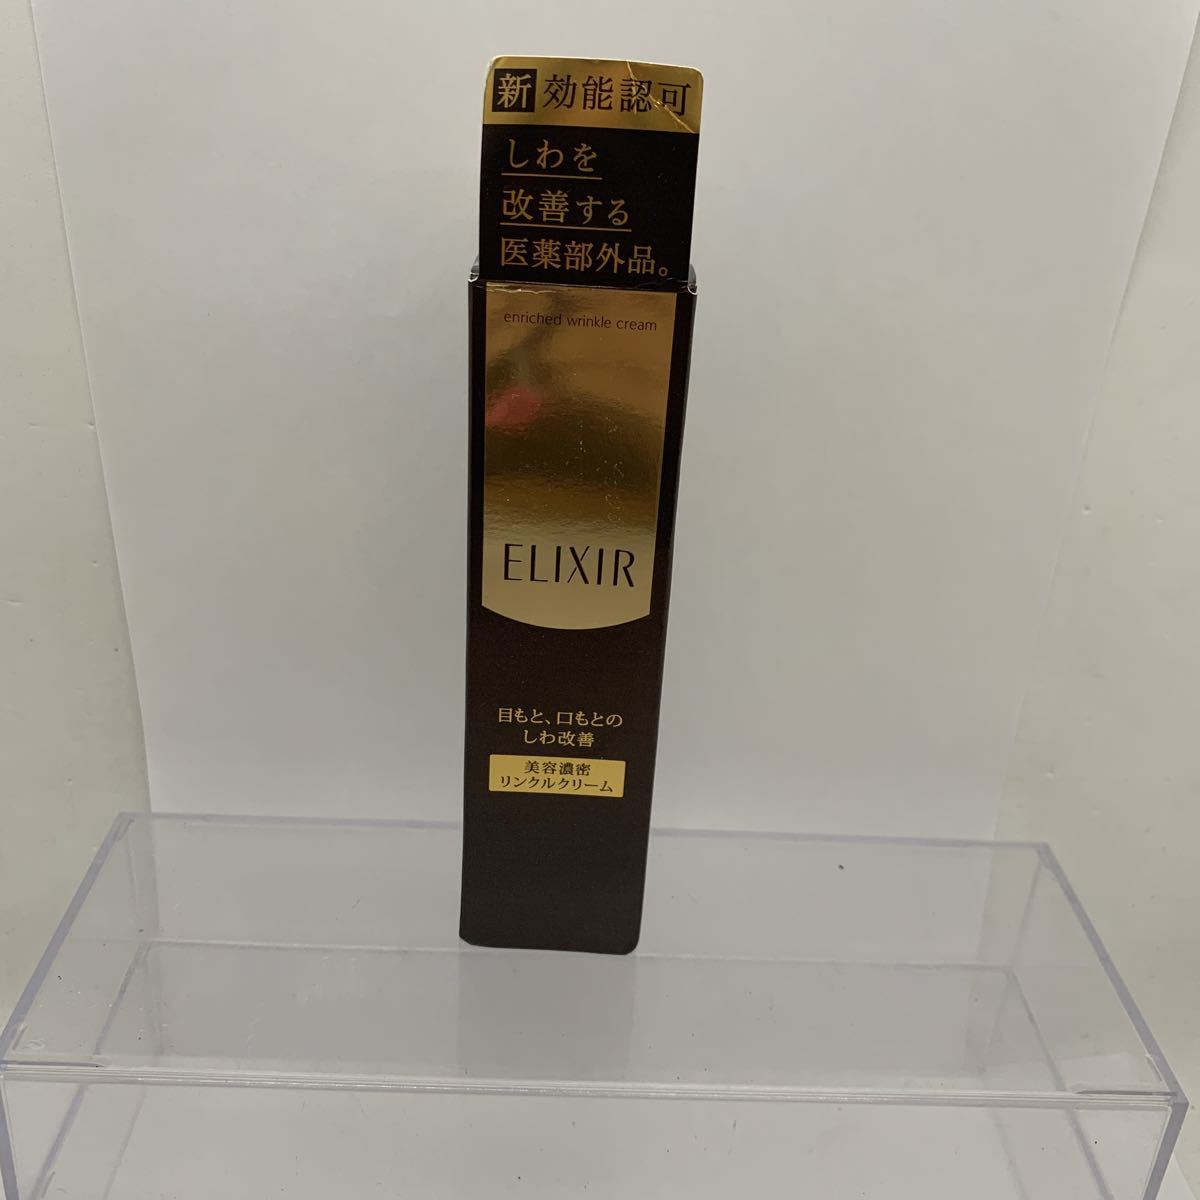 新 効能認可
しわを
改善する
医薬部外品。
enriched wrinkle cream
ELIXIR
目もと、口もとの
しわ改善
美容濃密
リンクルクリーム